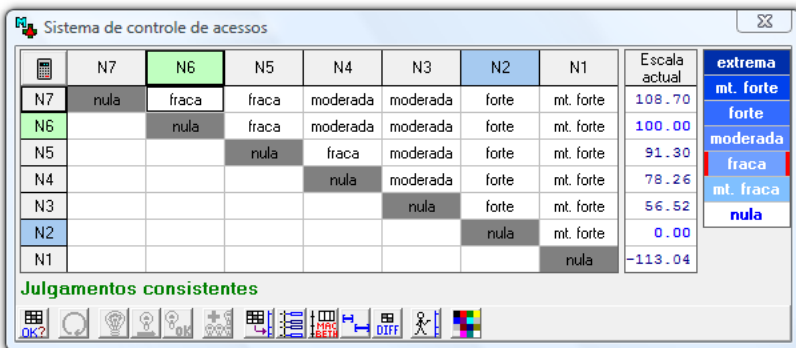 Sistema de controle de acessos
N7 N6 N5 N4 N3 N2 N1 Escala actual extrema
mt. forte
N7 nula fraca fraca moderada moderada forte mt. forte 108.70
forte
N6 nula fraca moderada moderada forte mt. forte 100.00
moderada
N5 nula fraca moderada forte mt. forte 91.30
fraca
N4 nula moderada forte mt. forte 78.26
mt. fraca
N3 nula forte mt. forte 56.52
nula
N2 nula mt. forte 0.00
N1 nula -113.04
Julgamentos consistentes
OK? OK MAC BETH DIFF